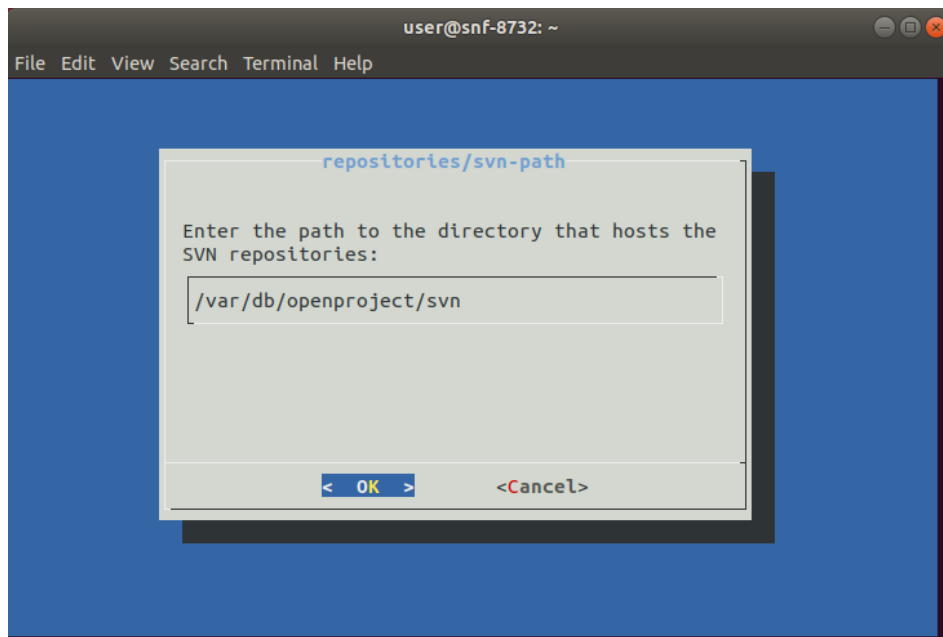 user@snf-8732: ~
File Edit View Search Terminal Help
repositories/svn-path
Enter the path to the directory that hosts the
SVN repositories:
/var/db/openproject/svn
< OK > <Cancel>